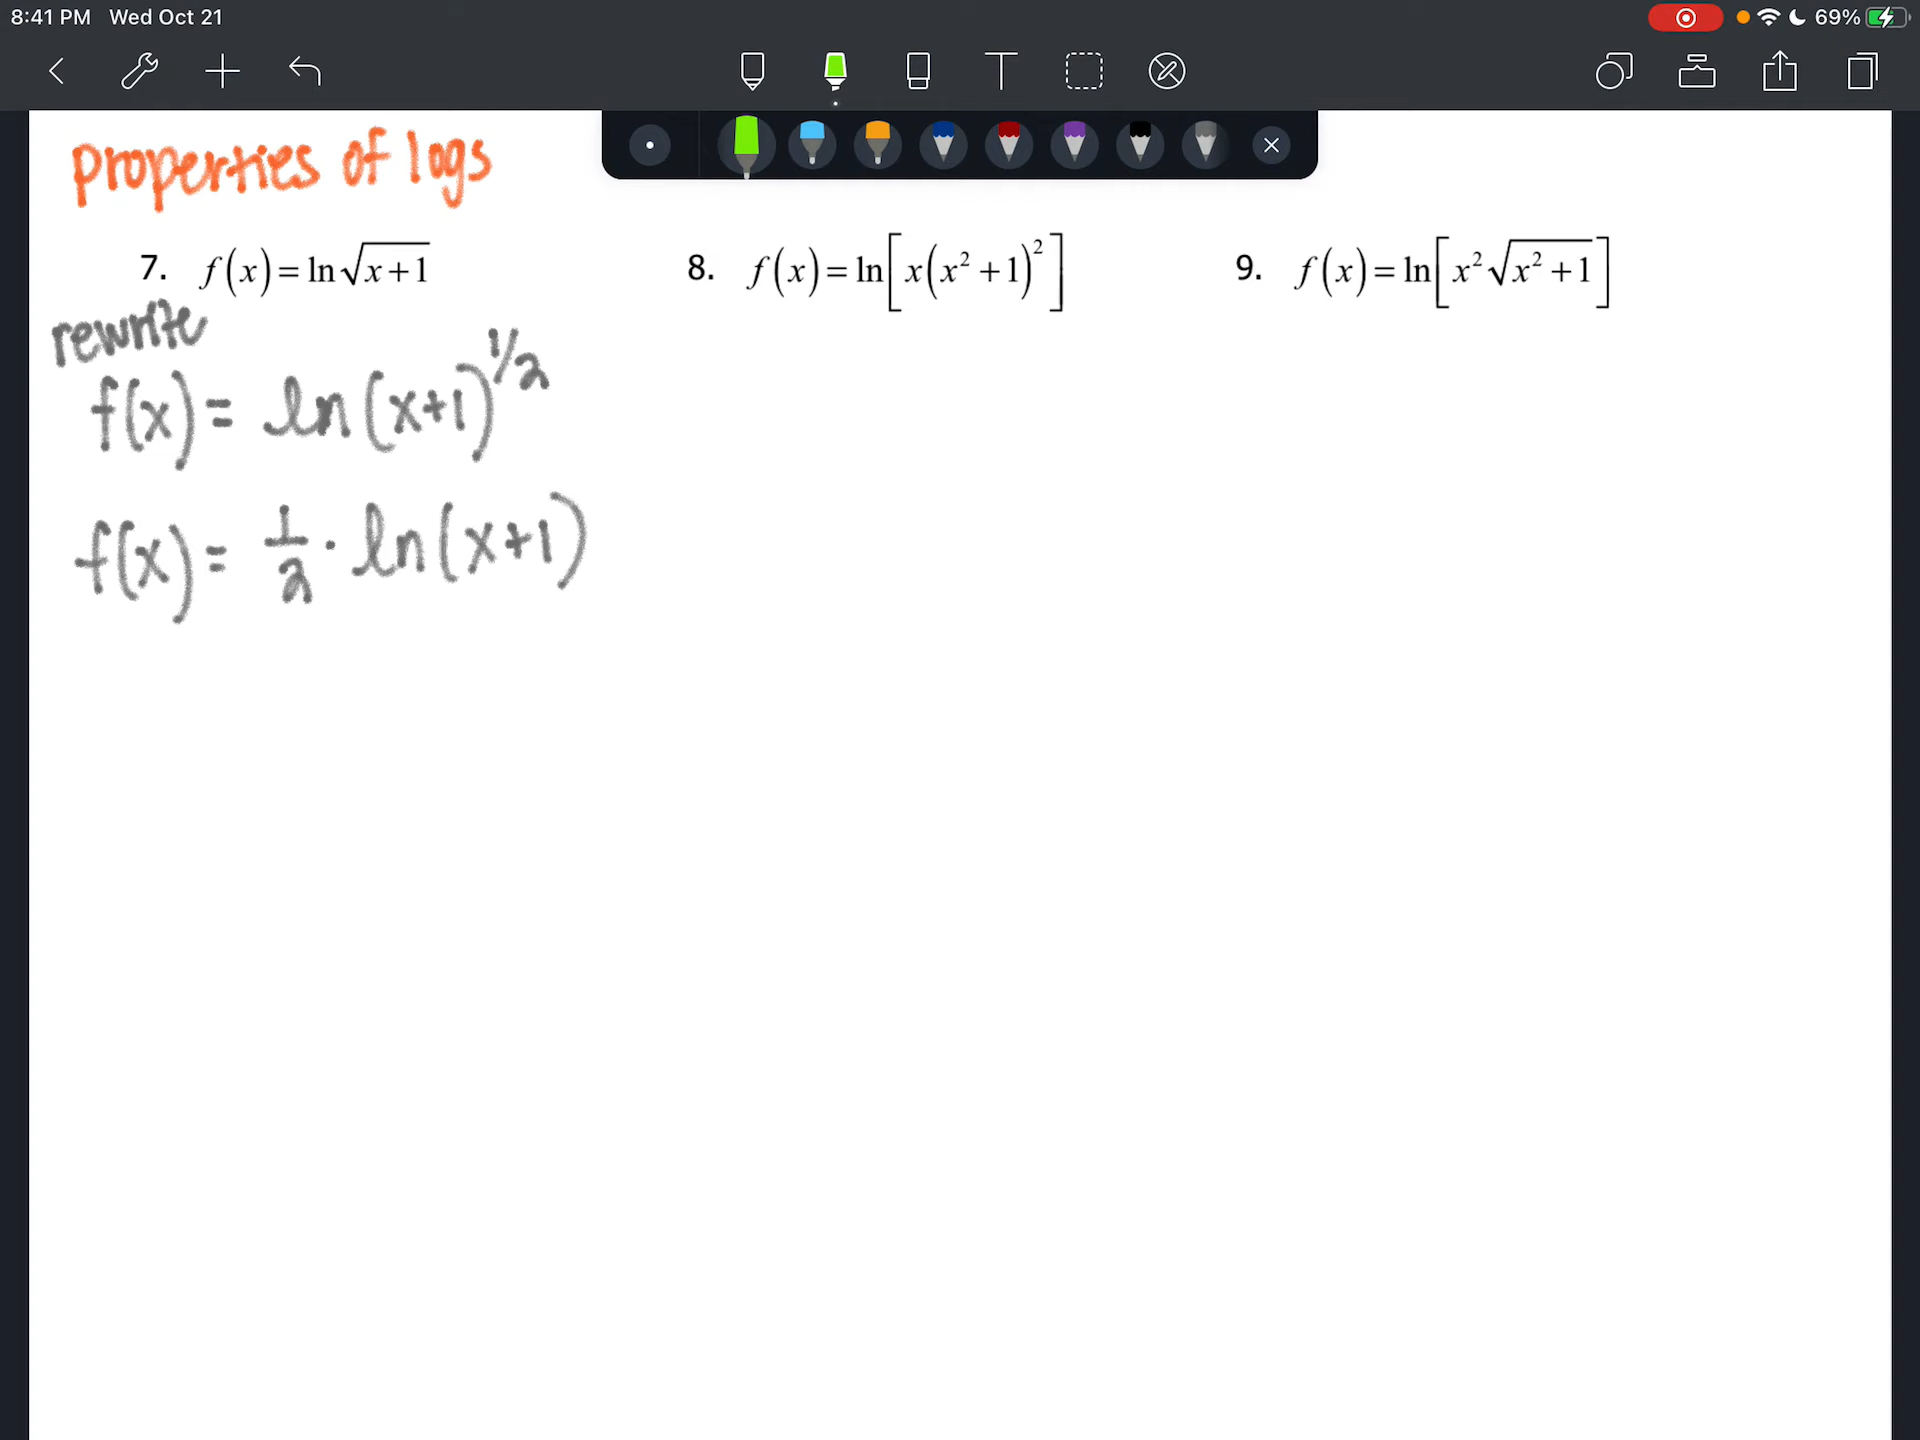 8:41 PM Wed Oct 21 69%
T
properties of logs
7. f(x) = ln√(x+1)
8. f(x) = ln[x(x² + 1)²]
9. f(x) = ln[x²√(x² + 1)]
rewrite
f(x) = ln(x+1)^1/2
f(x) = 1/2 · ln(x+1)